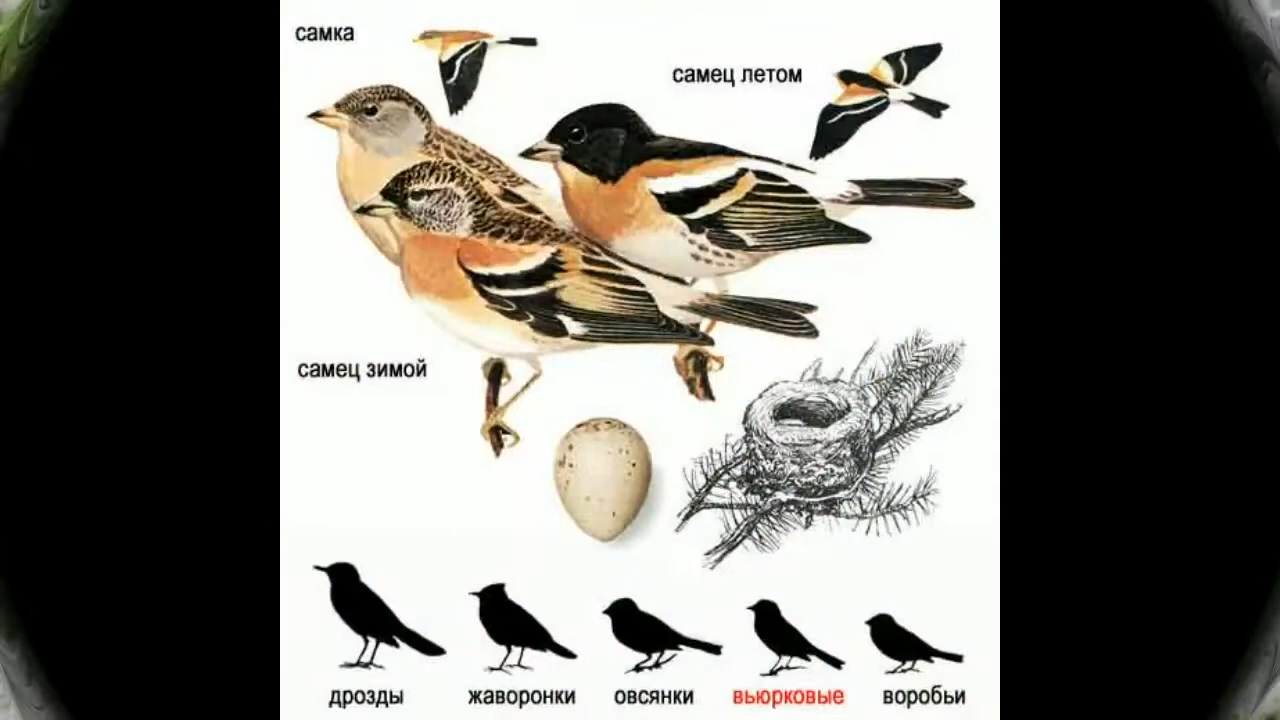 самка
самец летом
самец зимой
дрозды жаворонки овсянки вьюрковые воробьи